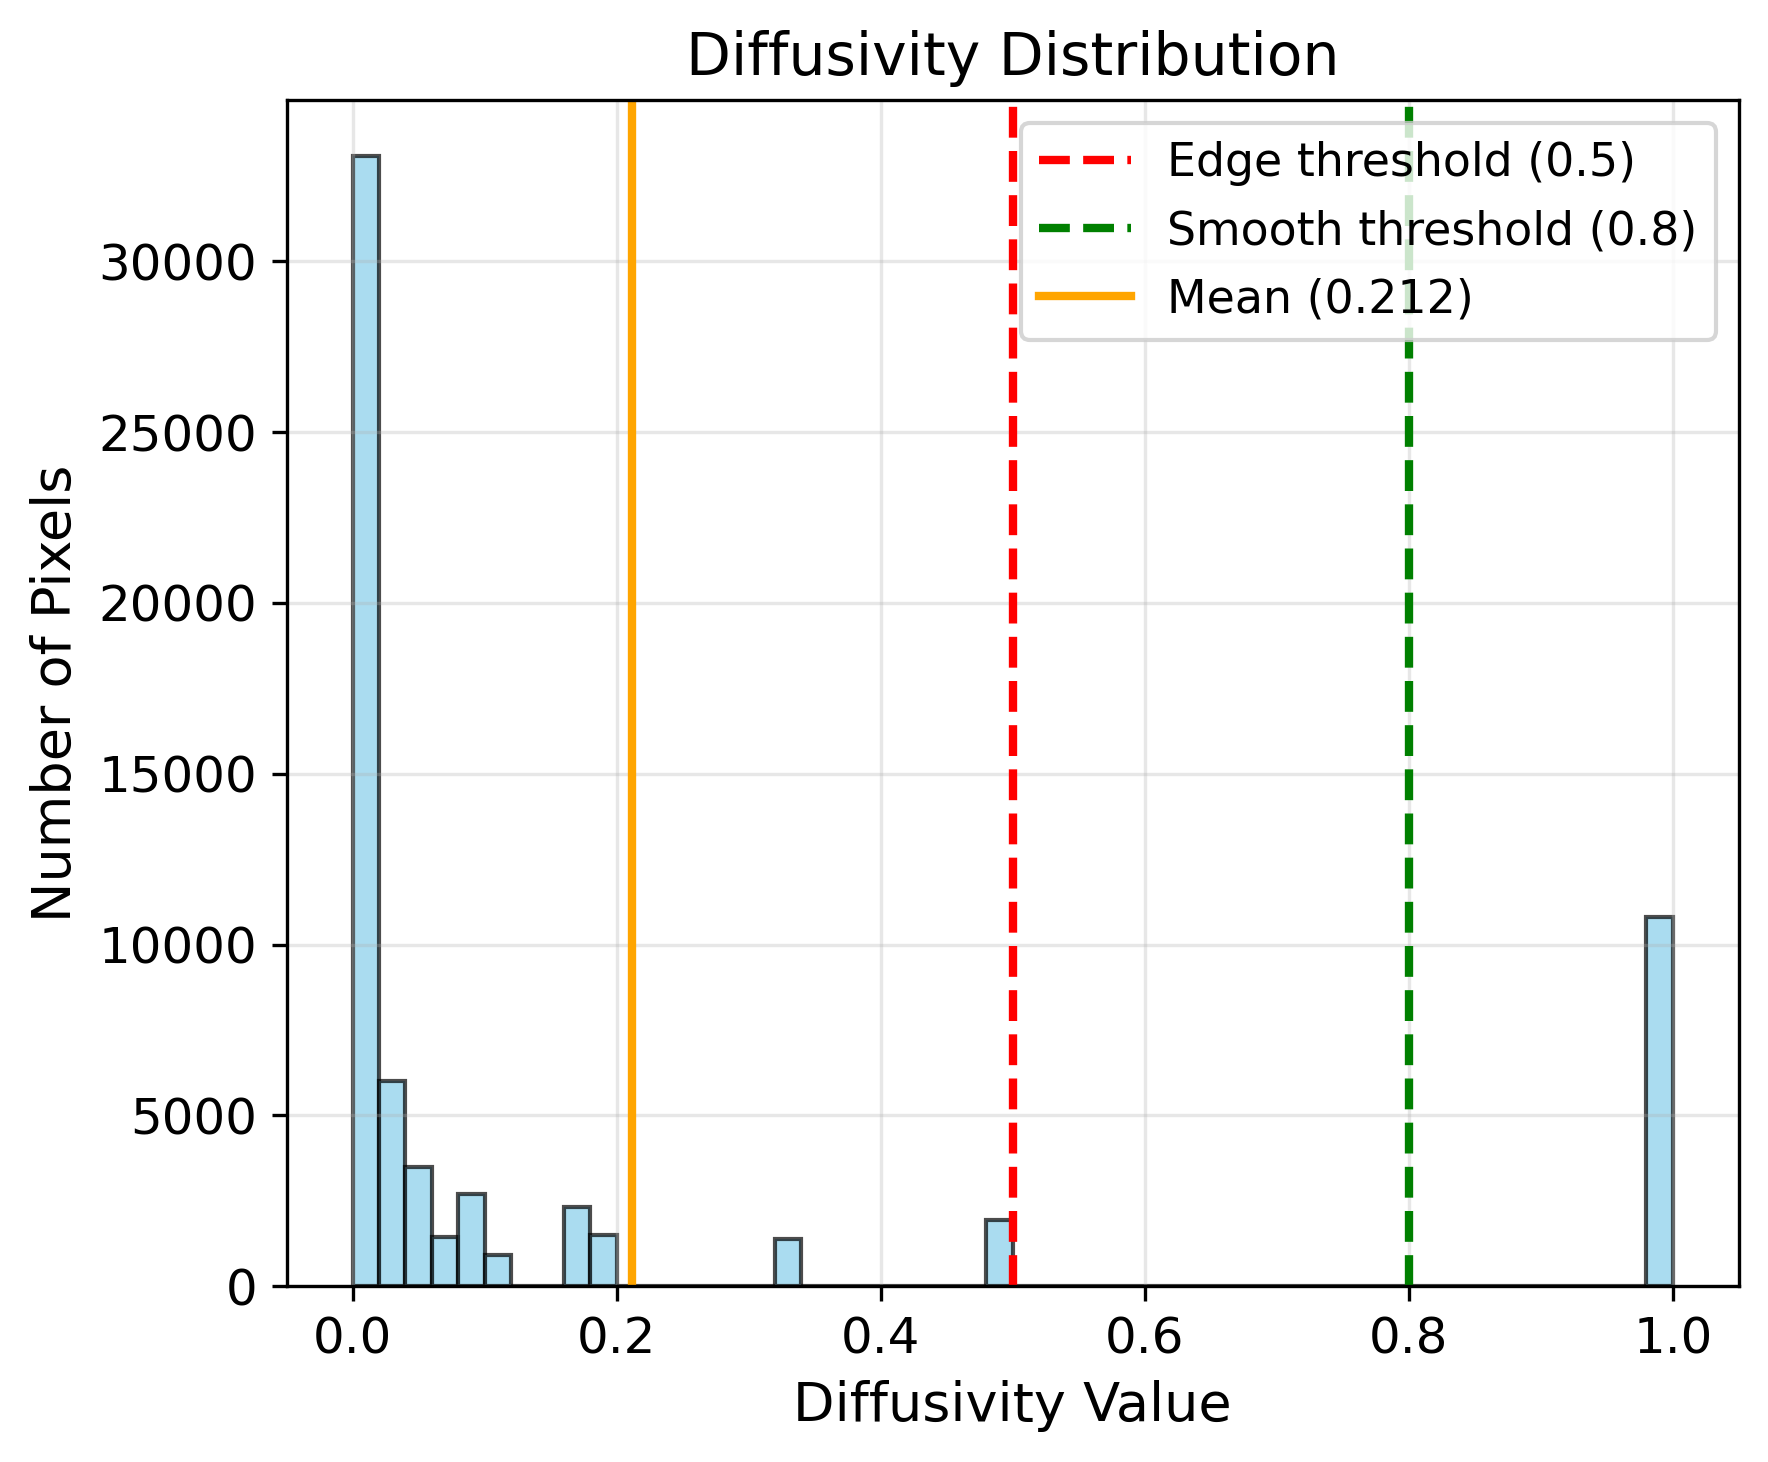 Diffusivity Distribution
Edge threshold (0.5)
Smooth threshold (0.8)
Mean (0.212)
Number of Pixels
30000
25000
20000
15000
10000
5000
0
0.0 0.2 0.4 0.6 0.8 1.0
Diffusivity Value